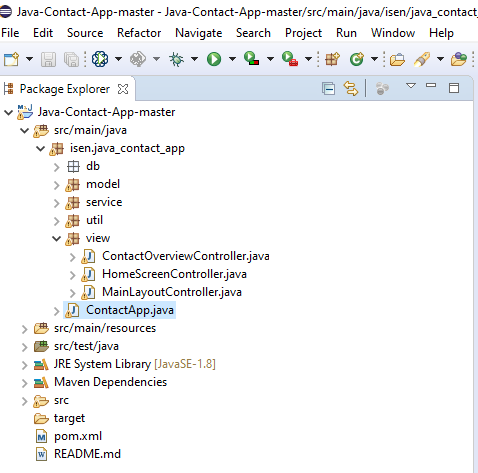 Java-Contact-App-master - Java-Contact-App-master/src/main/java/isen/java_contact_
File Edit Source Refactor Navigate Search Project Run Window Help
Package Explorer
Java-Contact-App-master
src/main/java
isen.java_contact_app
db
model
service
util
view
ContactOverviewController.java
HomeScreenController.java
MainLayoutController.java
ContactApp.java
src/main/resources
src/test/java
JRE System Library [JavaSE-1.8]
Maven Dependencies
src
target
pom.xml
README.md